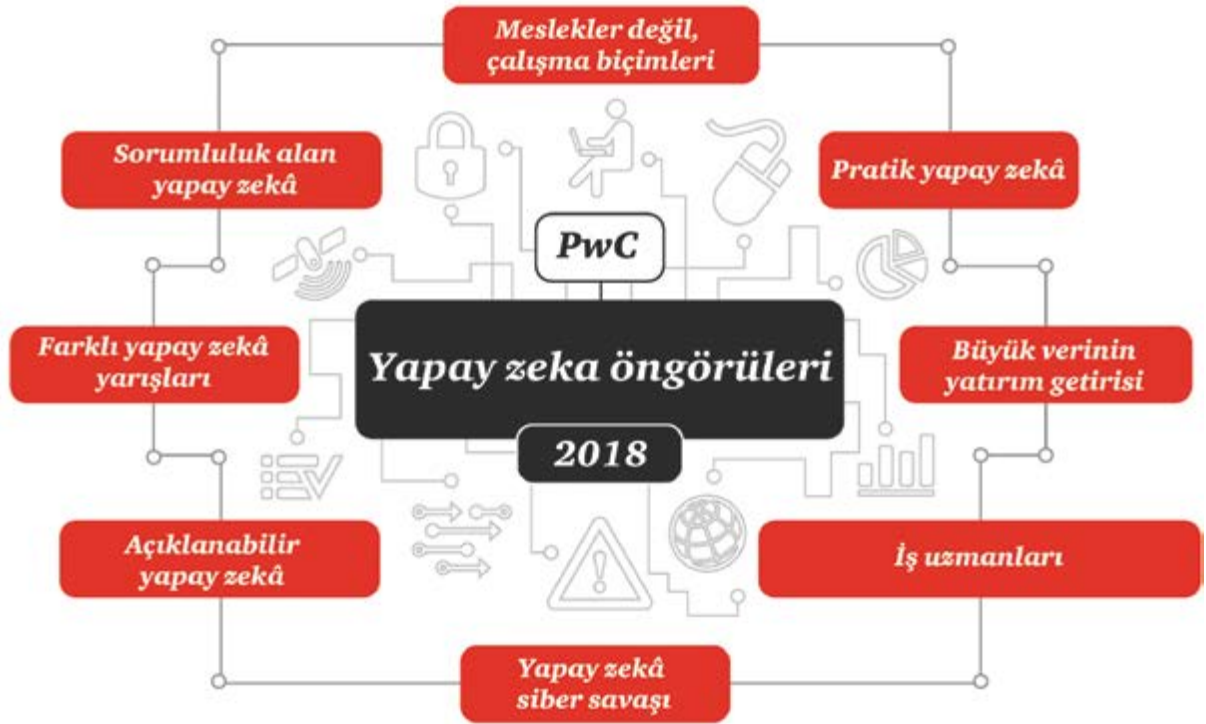 Meslekler değil,
çalışma biçimleri
Sorumluluk alan
yapay zekâ
Pratik yapay zekâ
PwC
Farklı yapay zekâ
yarışları
Yapay zeka öngörüleri
Büyük verinin
yatırım getirisi
2018
Açıklanabilir
yapay zekâ
İş uzmanları
Yapay zekâ
siber savaşı